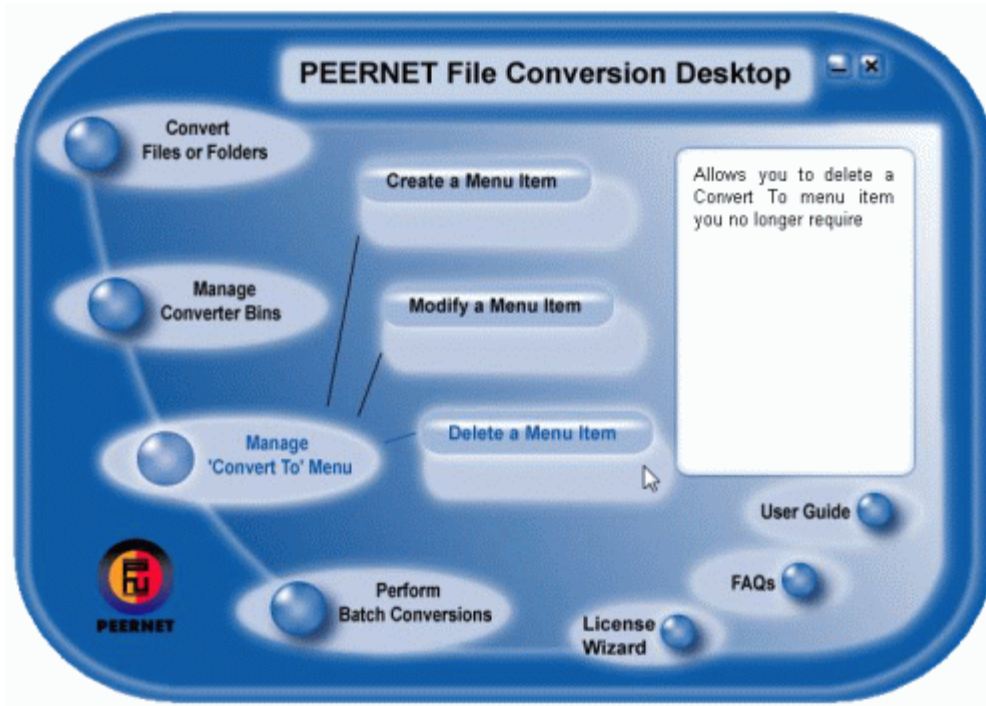 PEERNET File Conversion Desktop
Convert
Files or Folders
Create a Menu Item
Allows you to delete a
Convert To menu item
you no longer require
Manage
Converter Bins
Modify a Menu Item
Manage
'Convert To' Menu
Delete a Menu Item
User Guide
FAQs
Perform
Batch Conversions
License
Wizard
PEERNET